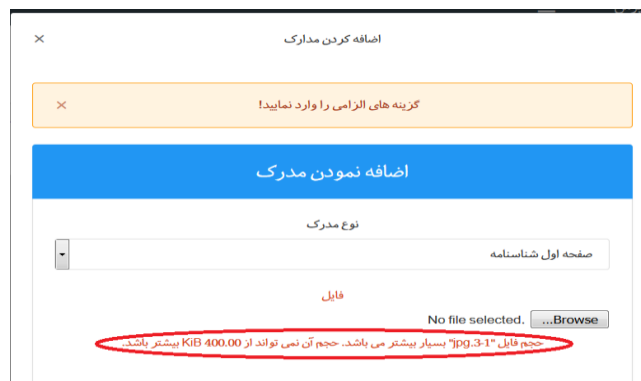 اضافه کردن مدارک
×
گزینه های الزامی را وارد نمایید!
×
اضافه نمودن مدرک
نوع مدرک
صفحه اول شناسنامه
فایل
Browse... No file selected.
حجم فایل "1-3.jpg" بسیار بیشتر می باشد. حجم آن نمی تواند از 400.00 KiB بیشتر باشد.